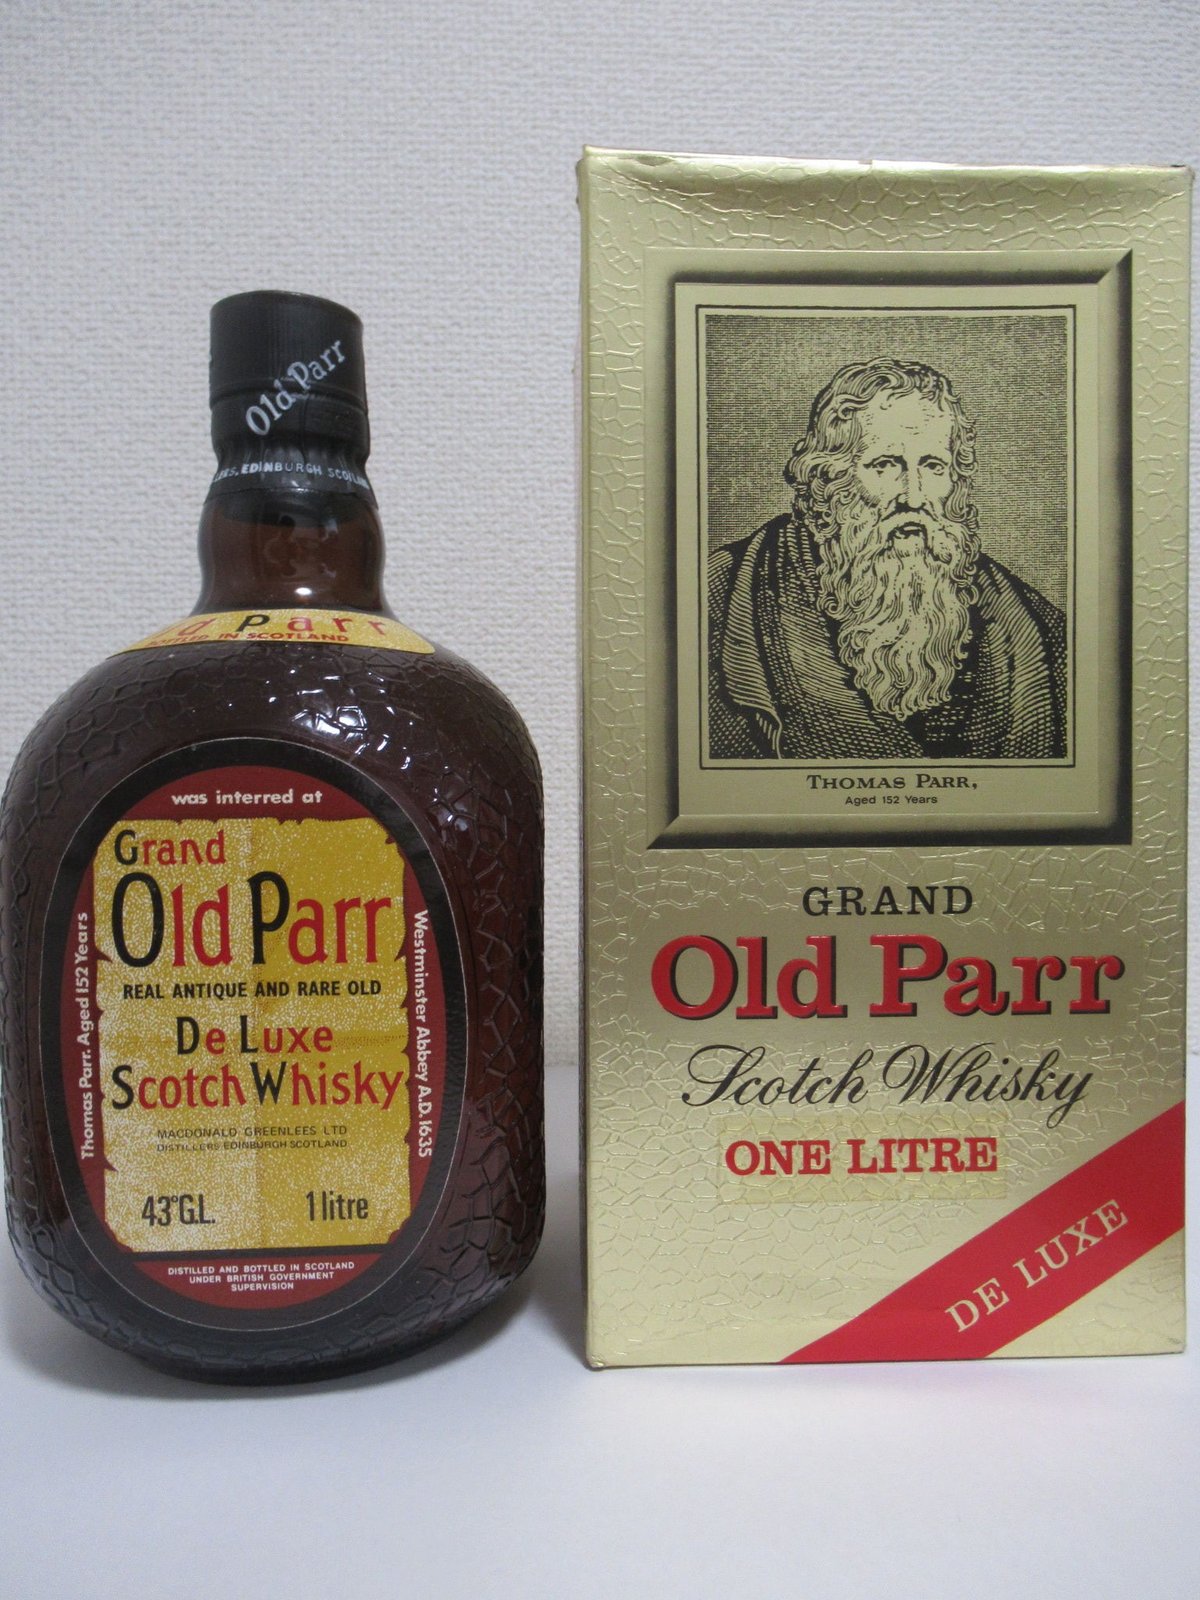 Old Parr
EDINBURGH
Parr
IN SCOTLAND
was interred at
Grand
Old Parr
REAL ANTIQUE AND RARE OLD
De Luxe
Scotch Whisky
MACDONALD GREENLEES LTD
DISTILLERS EDINBURGH SCOTLAND
43°G.L. 1 litre
Thomas Parr. Aged 152 Years
Westminster Abbey A.D. 1635
DISTILLED AND BOTTLED IN SCOTLAND
UNDER BRITISH GOVERNMENT
SUPERVISION
THOMAS PARR,
Aged 152 Years
GRAND
Old Parr
Scotch Whisky
ONE LITRE
DE LUXE